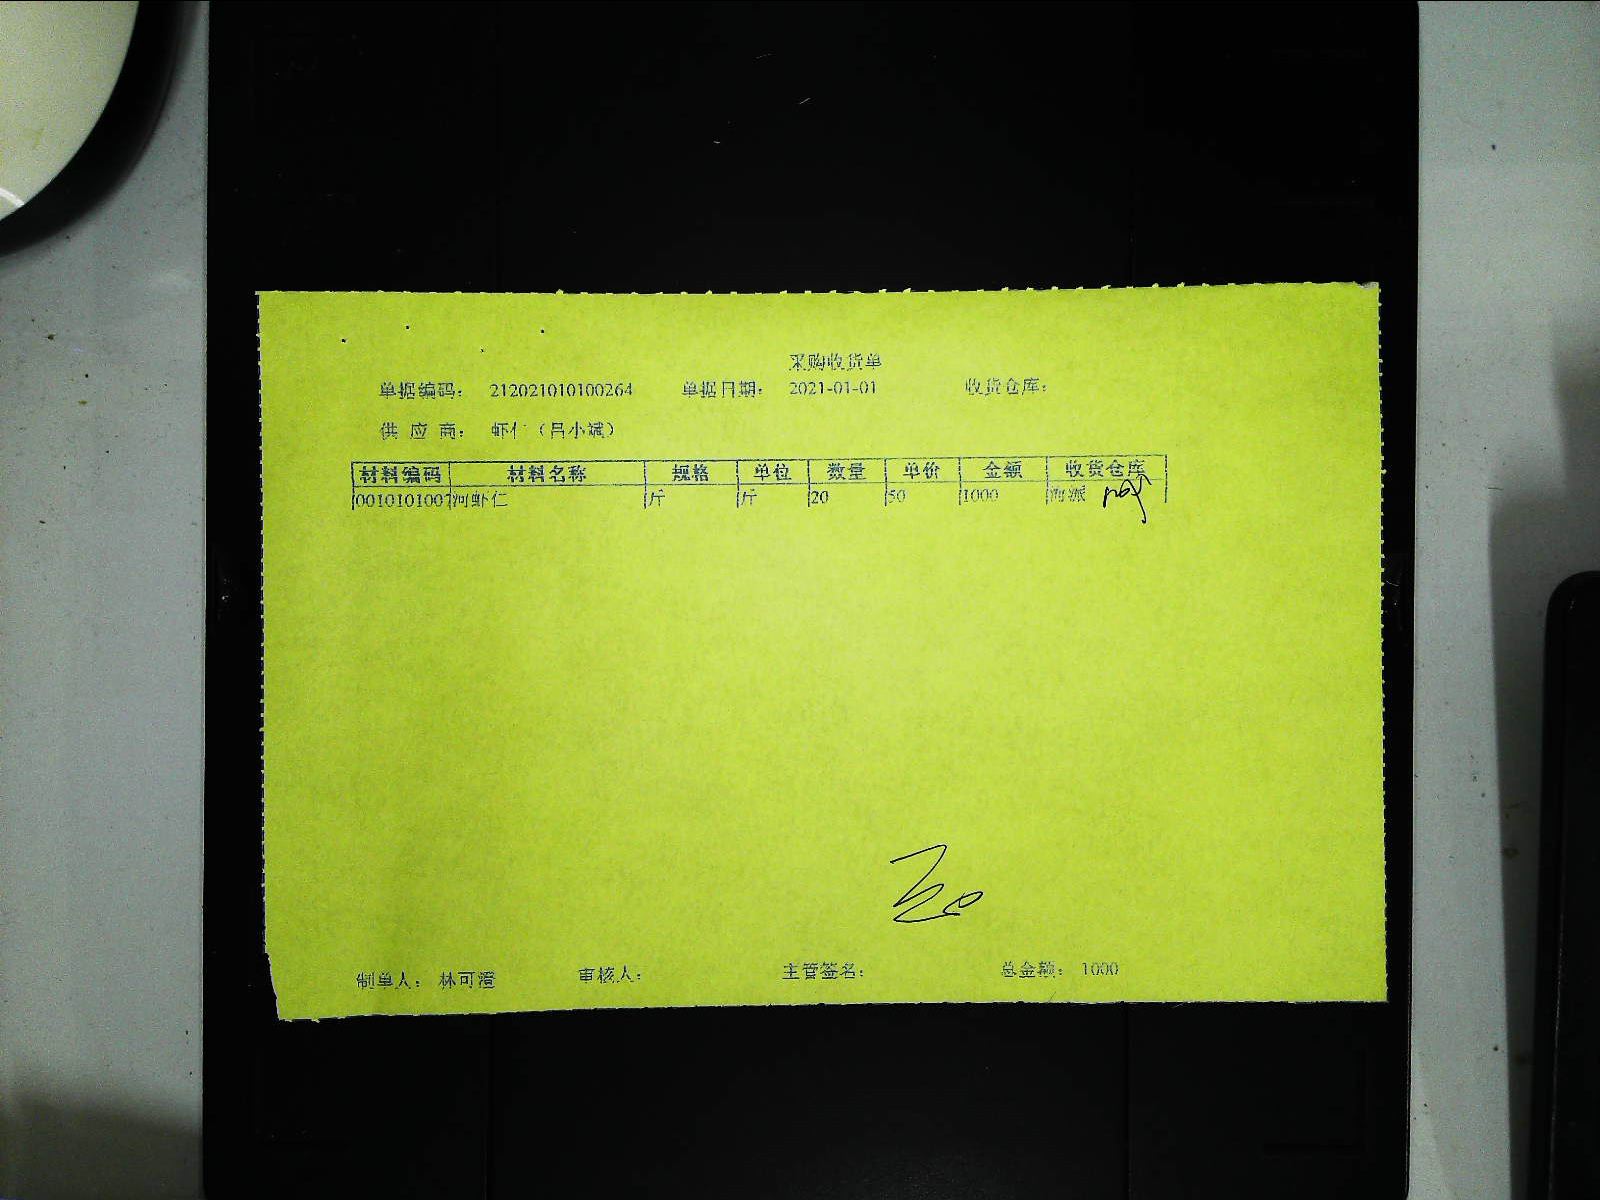 采购收货单
单据编码： 212021010100264 单据日期： 2021-01-01 收货仓库：
供 应 商： 虾仁（吕小斌）
材料编码 材料名称 规格 单位 数量 单价 金额 收货仓库
001010100 河虾仁 斤 斤 20 50 1000 海派
制单人： 林可澄 审核人： 主管签名： 总金额： 1000